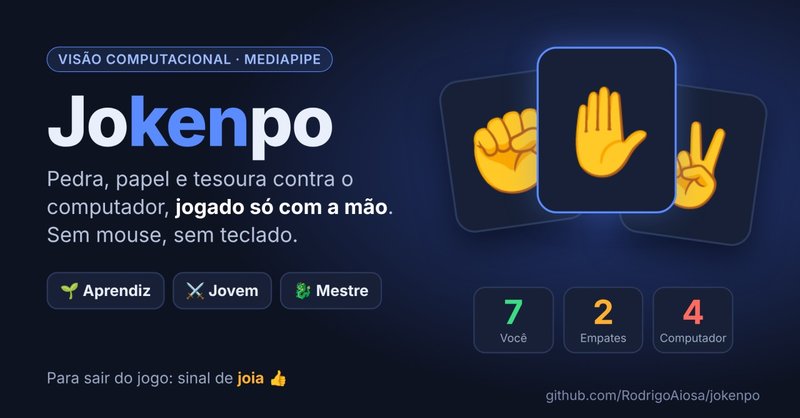 VISÃO COMPUTACIONAL · MEDIAPIPE
Jokenpo
Pedra, papel e tesoura contra o
computador, jogado só com a mão.
Sem mouse, sem teclado.
🌱 Aprendiz
⚔️ Jovem
🐉 Mestre
7
Você
2
Empates
4
Computador
Para sair do jogo: sinal de joia 👍
github.com/RodrigoAiosa/jokenpo